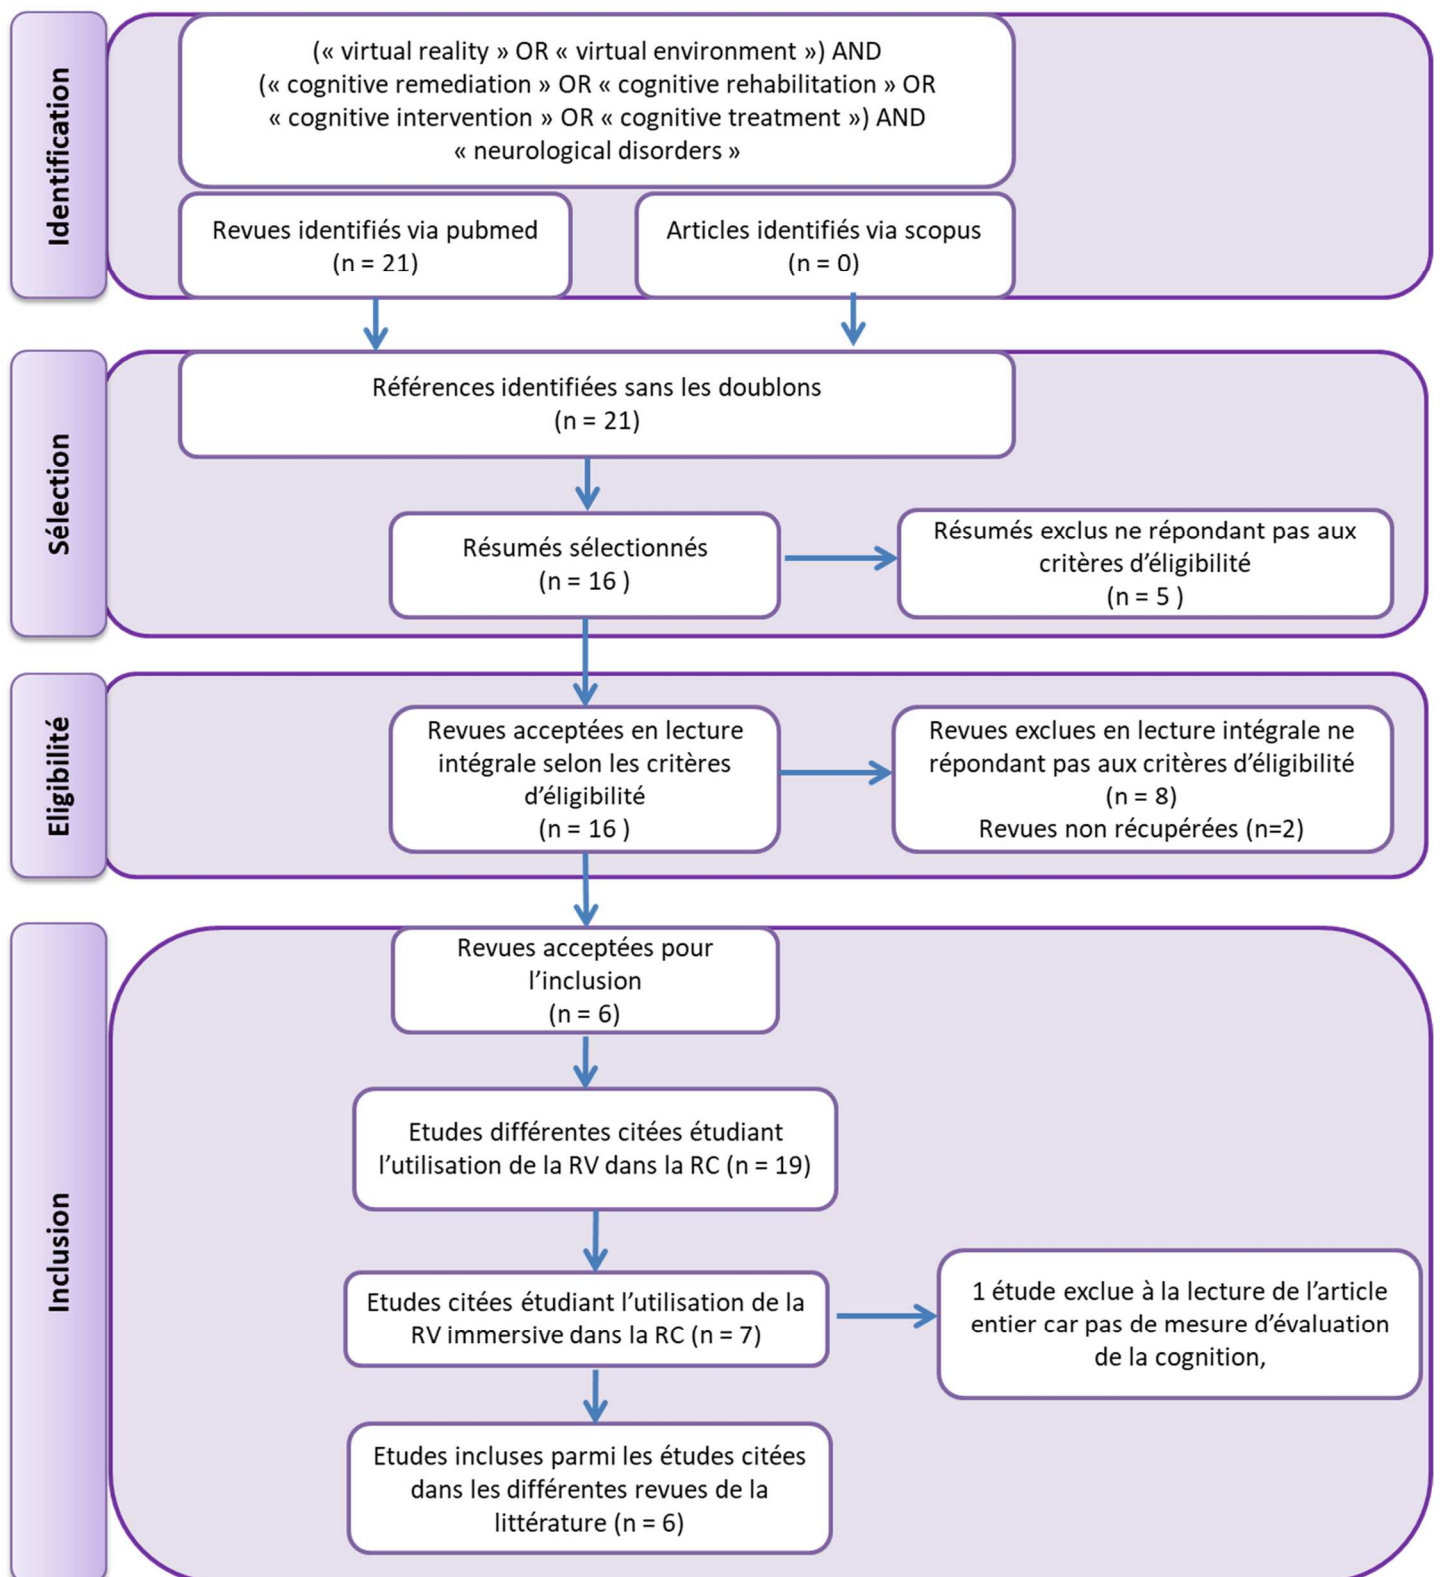 Identification
(« virtual reality » OR « virtual environment ») AND
(« cognitive remediation » OR « cognitive rehabilitation » OR
« cognitive intervention » OR « cognitive treatment ») AND
« neurological disorders »
Revues identifiés via pubmed
(n = 21)
Articles identifiés via scopus
(n = 0)
Sélection
Références identifiées sans les doublons
(n = 21)
Résumés sélectionnés
(n = 16 )
Résumés exclus ne répondant pas aux
critères d’éligibilité
(n = 5 )
Eligibilité
Revues acceptées en lecture
intégrale selon les critères
d’éligibilité
(n = 16 )
Revues exclues en lecture intégrale ne
répondant pas aux critères d’éligibilité
(n = 8)
Revues non récupérées (n=2)
Inclusion
Revues acceptées pour
l’inclusion
(n = 6)
Etudes différentes citées étudiant
l’utilisation de la RV dans la RC (n = 19)
Etudes citées étudiant l’utilisation de la
RV immersive dans la RC (n = 7)
1 étude exclue à la lecture de l’article
entier car pas de mesure d’évaluation
de la cognition,
Etudes incluses parmi les études citées
dans les différentes revues de la
littérature (n = 6)